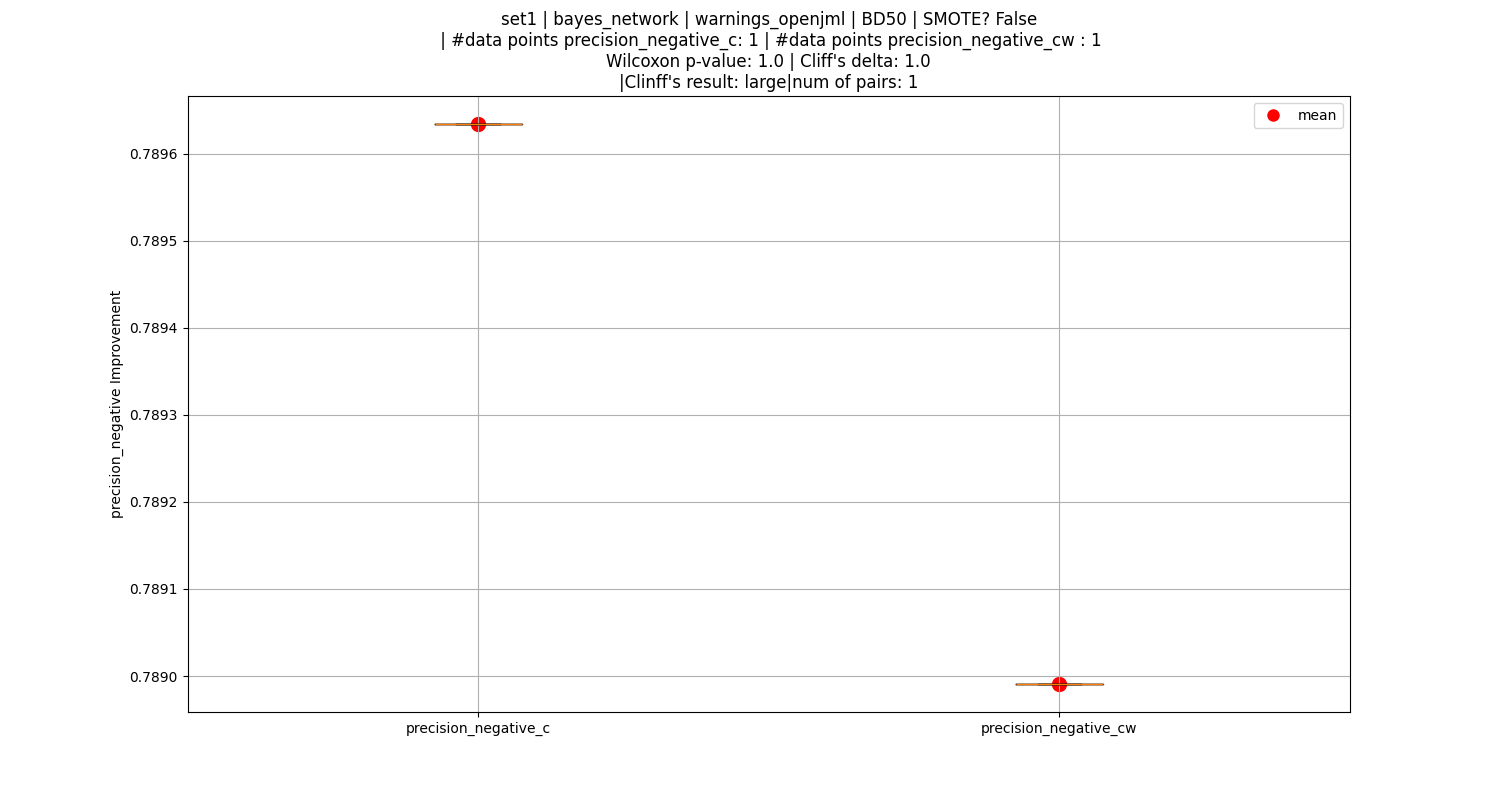 set1 | bayes_network | warnings_openjml | BD50 | SMOTE? False
| #data points precision_negative_c: 1 | #data points precision_negative_cw : 1
Wilcoxon p-value: 1.0 | Cliff's delta: 1.0
|Clinff's result: large|num of pairs: 1
mean
0.7896
0.7895
0.7894
0.7893
0.7892
0.7891
0.7890
precision_negative Improvement
precision_negative_c
precision_negative_cw